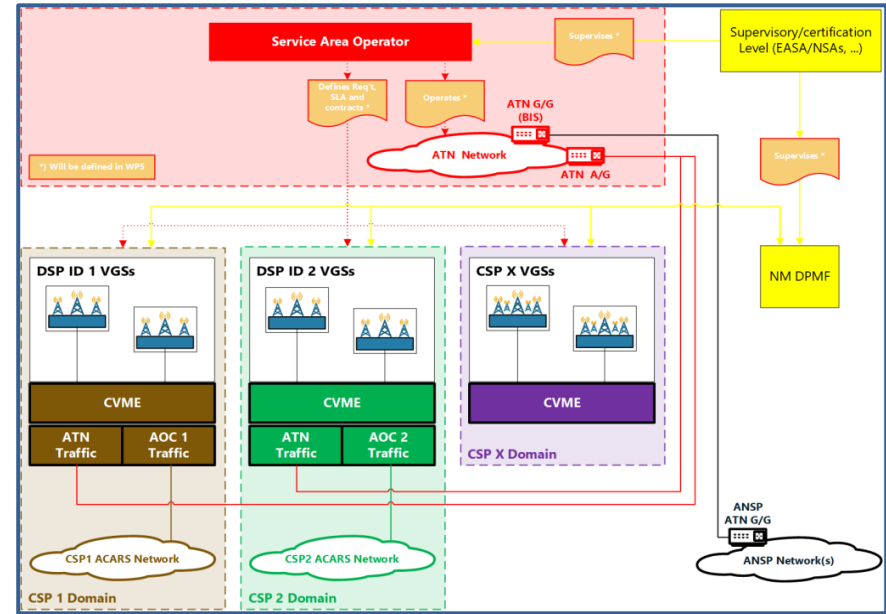 Service Area Operator
Supervises *
Supervisory/certification
Level (EASA/NSAs, ...)
Defines Req't,
SLA and
contracts *
Operates *
ATN G/G
(BIS)
ATN Network
ATN A/G
*) Will be defined in WP5
Supervises *
NM DPMF
DSP ID 1 VGSs
DSP ID 2 VGSs
CSP X VGSs
CVME
CVME
CVME
ATN
Traffic
AOC 1
Traffic
ATN
Traffic
AOC 2
Traffic
CSP X Domain
ANSP
ATN G/G
CSP1 ACARS Network
CSP2 ACARS Network
ANSP Network(s)
CSP 1 Domain
CSP 2 Domain